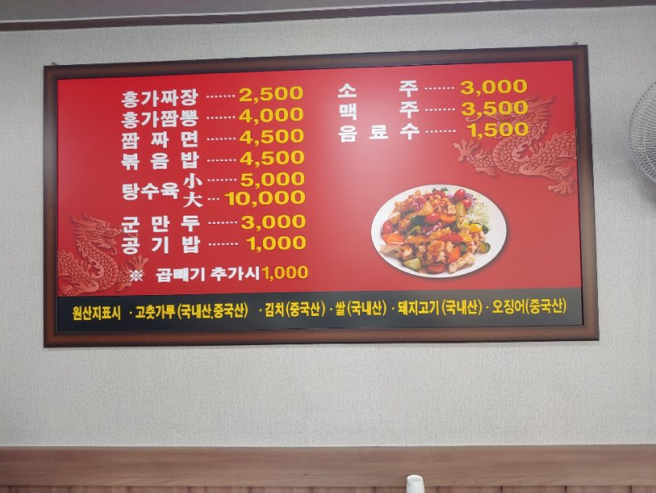 홍가짜장 ······· 2,500
홍가짬뽕 ······· 4,000
짬 짜 면 ······· 4,500
볶 음 밥 ······· 4,500
탕수육 小 ······· 5,000
大 ··· 10,000
군 만 두 ······· 3,000
공 기 밥 ······· 1,000
※ 곱빼기 추가시 1,000
소 주 ······· 3,000
맥 주 ······· 3,500
음 료 수 ······· 1,500
원산지표시 ·고춧가루(국내산,중국산) ·김치(중국산) ·쌀(국내산) ·돼지고기(국내산) ·오징어(중국산)